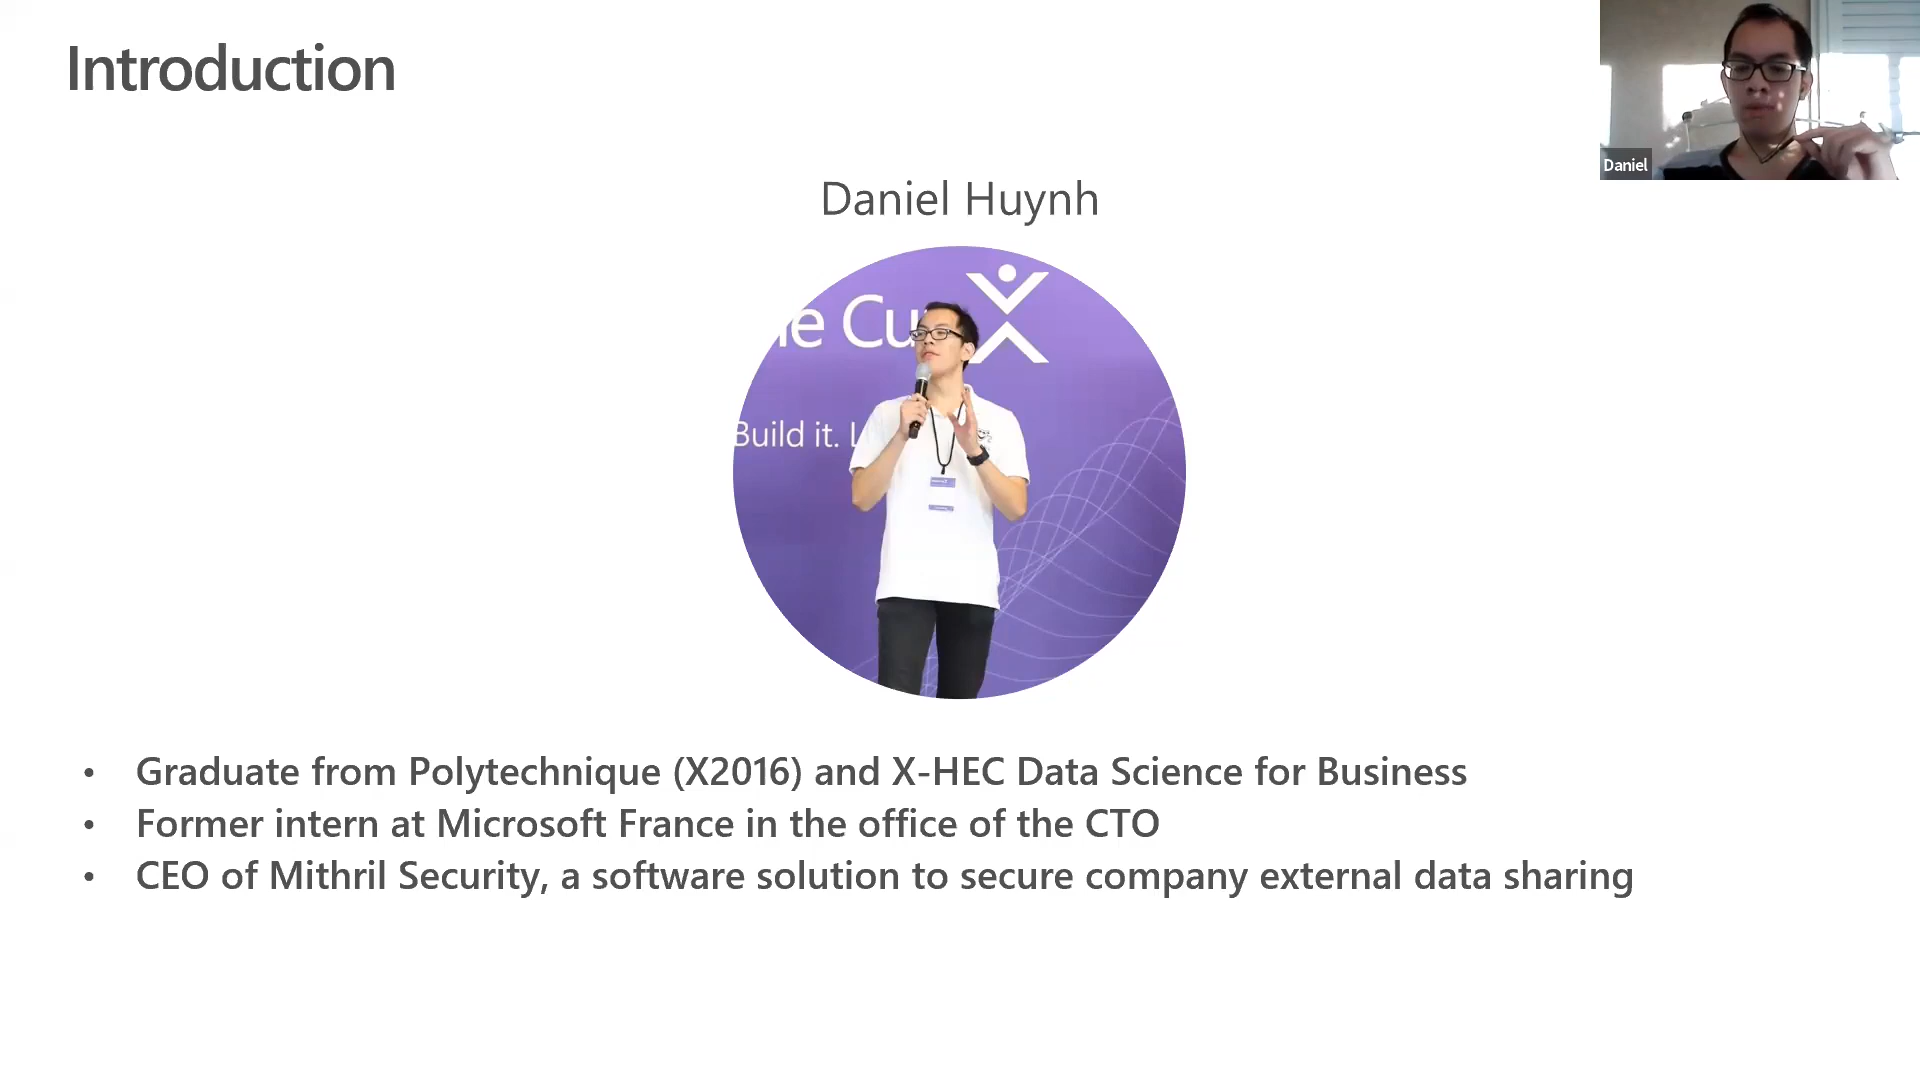 Introduction
Daniel
Daniel Huynh
e Cu
Build it. L
• Graduate from Polytechnique (X2016) and X-HEC Data Science for Business
• Former intern at Microsoft France in the office of the CTO
• CEO of Mithril Security, a software solution to secure company external data sharing